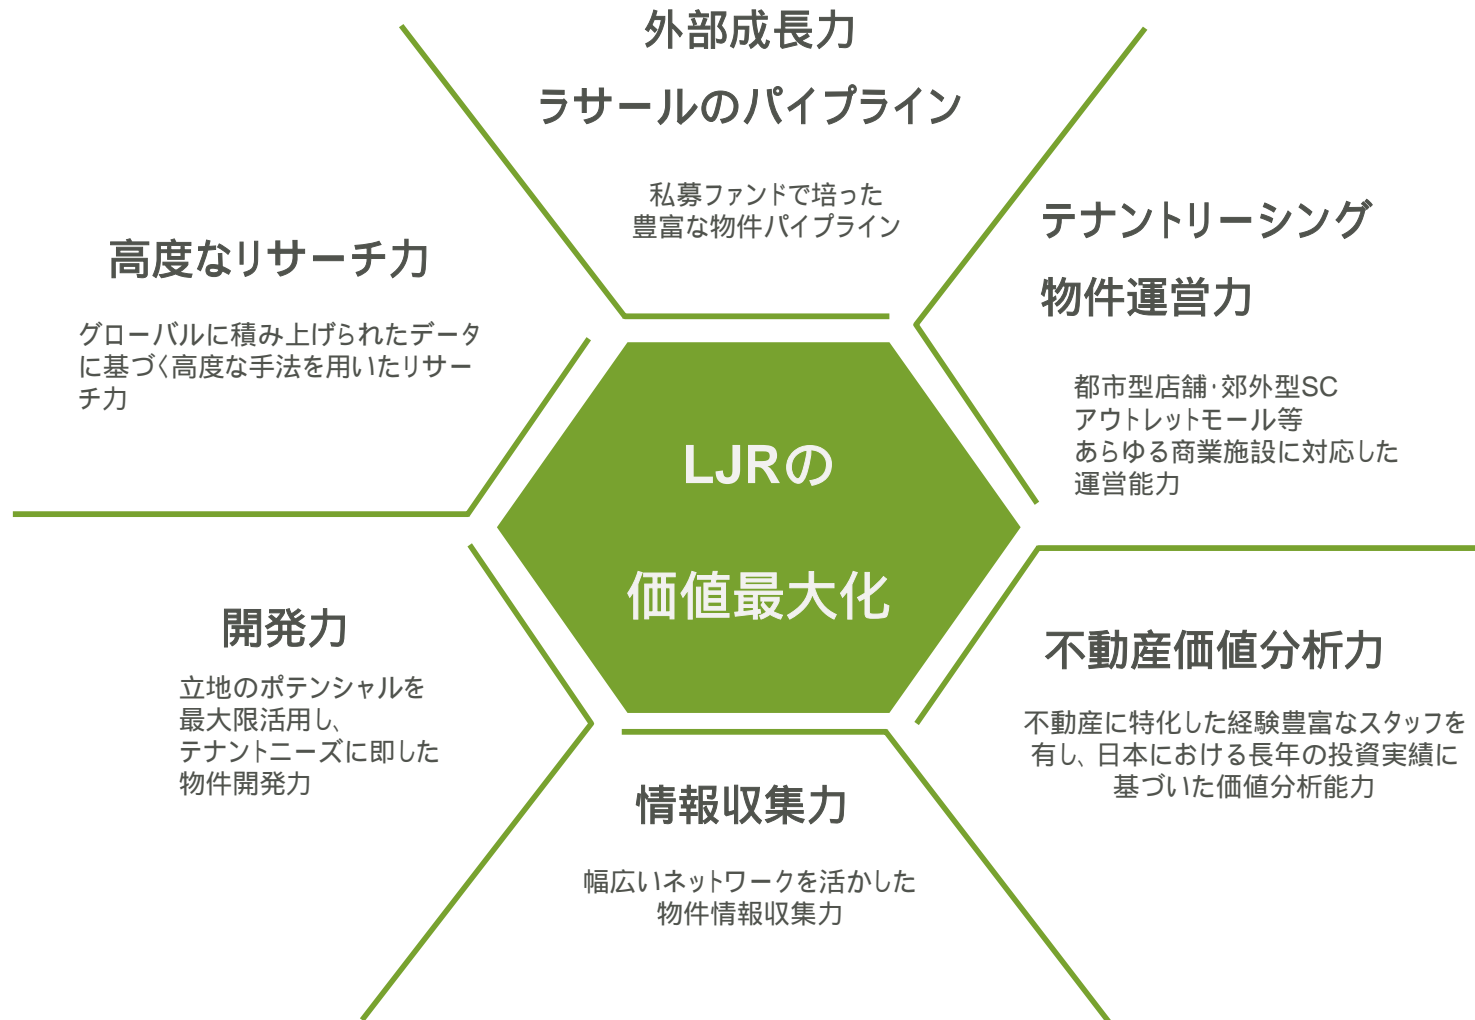 外部成長力
ラサールのパイプライン
私募ファンドで培った
豊富な物件パイプライン
テナントリーシング
物件運営力
都市型店舗・郊外型SC
アウトレットモール等
あらゆる商業施設に対応した
運営能力
高度なリサーチ力
グローバルに積み上げられたデータ
に基づく高度な手法を用いたリサー
チ力
LJRの
価値最大化
開発力
立地のポテンシャルを
最大限活用し、
テナントニーズに即した
物件開発力
不動産価値分析力
不動産に特化した経験豊富なスタッフを
有し、日本における長年の投資実績に
基づいた価値分析能力
情報収集力
幅広いネットワークを活かした
物件情報収集力